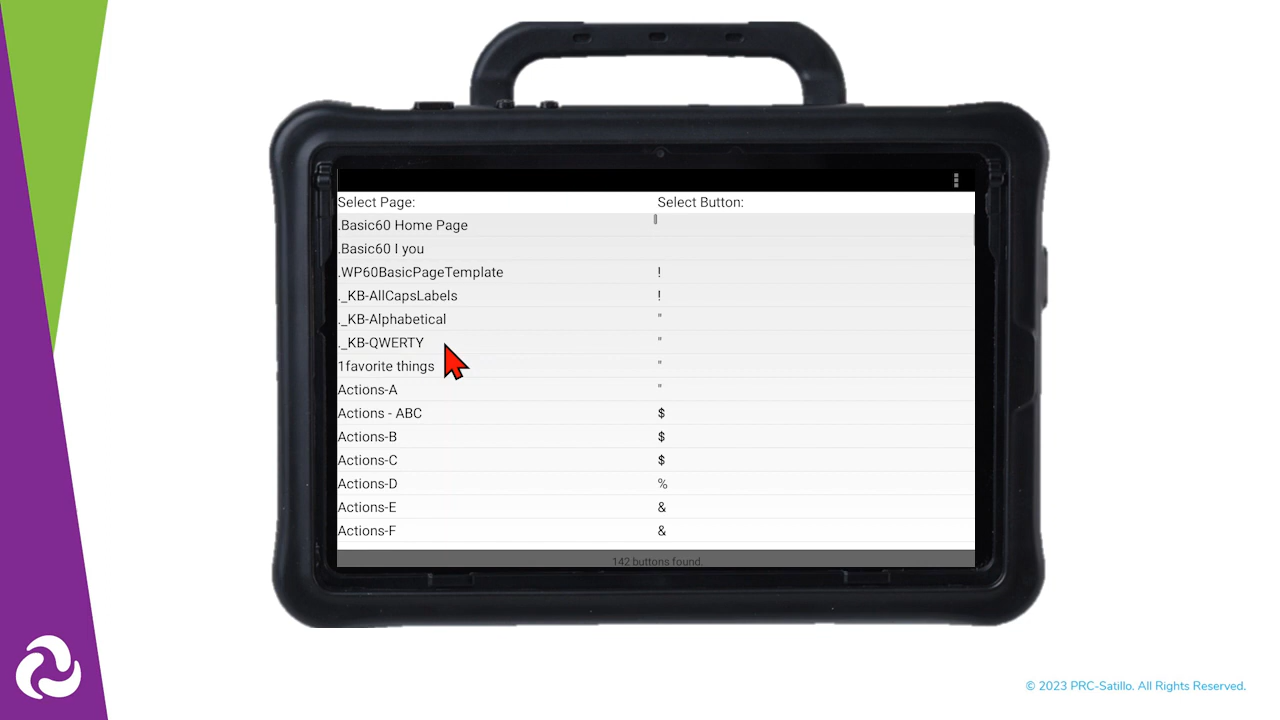 Select Page: Select Button:
.Basic60 Home Page
.Basic60 I you
.WP60BasicPageTemplate !
._KB-AllCapsLabels !
._KB-Alphabetical "
._KB-QWERTY "
1favorite things "
Actions-A "
Actions - ABC $
Actions-B $
Actions-C $
Actions-D %
Actions-E &
Actions-F &
142 buttons found.
© 2023 PRC-Satillo. All Rights Reserved.